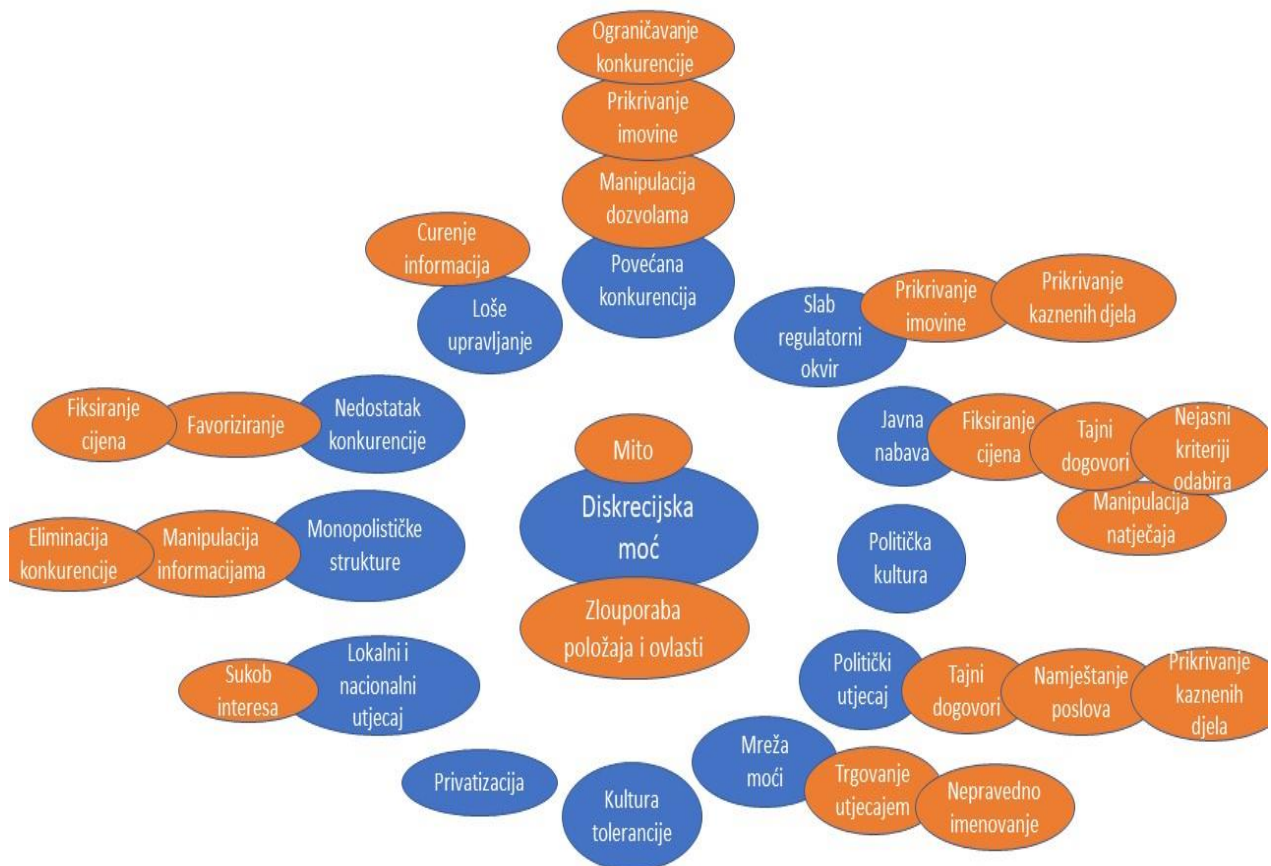 Ograničavanje
konkurencije
Prikrivanje
imovine
Manipulacija
dozvolama
Povećana
konkurencija
Curenje
informacija
Loše
upravljanje
Slab
regulatorni
okvir
Prikrivanje
imovine
Prikrivanje
kaznenih djela
Fiksiranje
cijena
Favoriziranje
Nedostatak
konkurencije
Mito
Diskrecijska
moć
Zlouporaba
položaja i ovlasti
Javna
nabava
Fiksiranje
cijena
Tajni
dogovori
Nejasni
kriteriji
odabira
Manipulacija
natječaja
Eliminacija
konkurencije
Manipulacija
informacijama
Monopolističke
strukture
Politička
kultura
Sukob
interesa
Lokalni i
nacionalni
utjecaj
Politički
utjecaj
Tajni
dogovori
Namještanje
poslova
Prikrivanje
kaznenih
djela
Privatizacija
Kultura
tolerancije
Mreža
moći
Trgovanje
utjecajem
Nepravedno
imenovanje